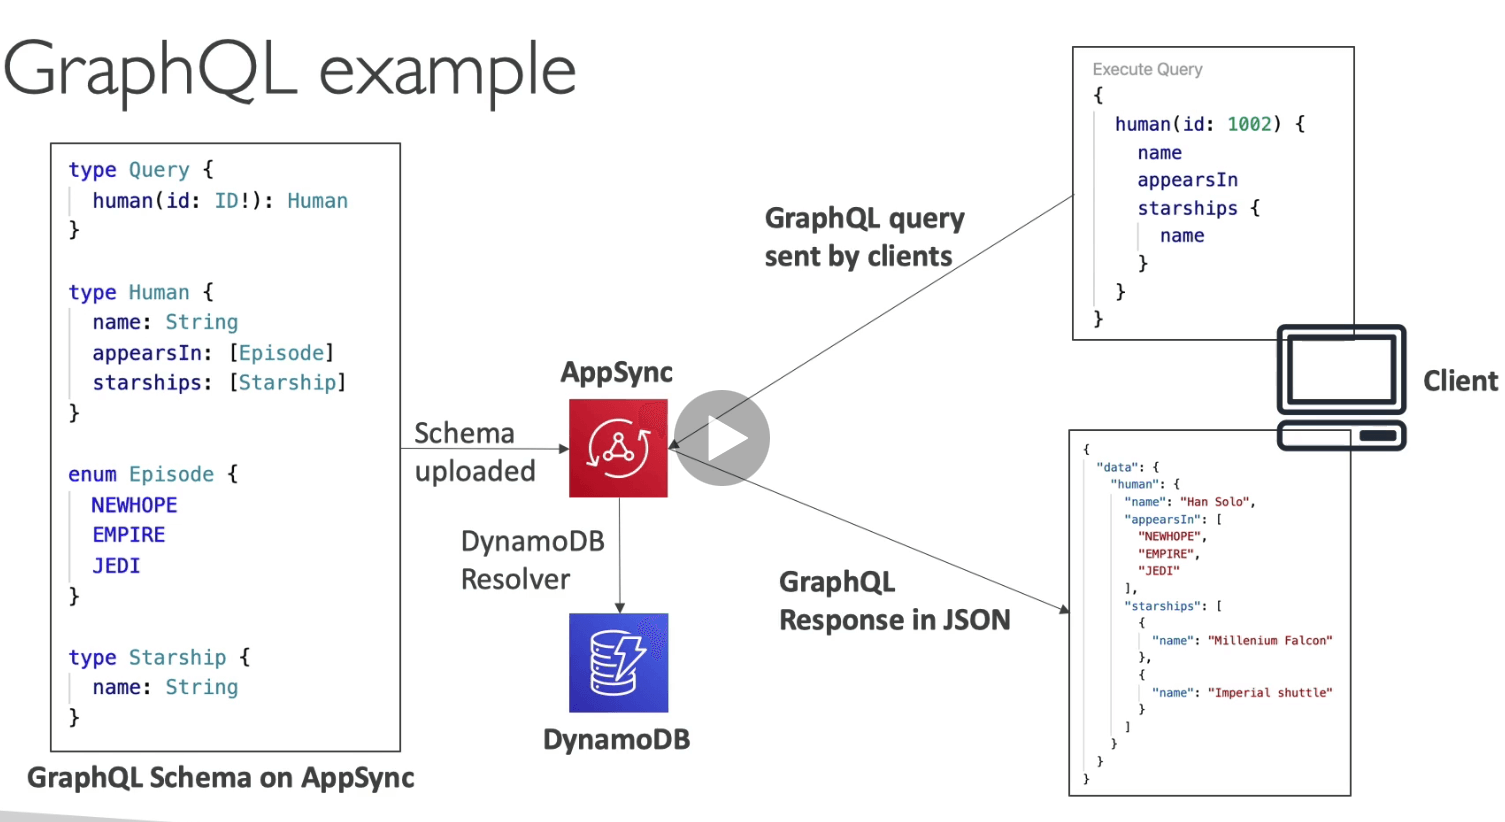 GraphQL example
type Query {
human(id: ID!): Human
}
type Human {
name: String
appearsIn: [Episode]
starships: [Starship]
}
enum Episode {
NEWHOPE
EMPIRE
JEDI
}
type Starship {
name: String
}
GraphQL Schema on AppSync
Schema
uploaded
AppSync
DynamoDB
Resolver
DynamoDB
GraphQL query
sent by clients
GraphQL
Response in JSON
Execute Query
{
human(id: 1002) {
name
appearsIn
starships {
name
}
}
}
Client
{
"data": {
"human": {
"name": "Han Solo",
"appearsIn": [
"NEWHOPE",
"EMPIRE",
"JEDI"
],
"starships": [
{
"name": "Millenium Falcon"
},
{
"name": "Imperial shuttle"
}
]
}
}
}